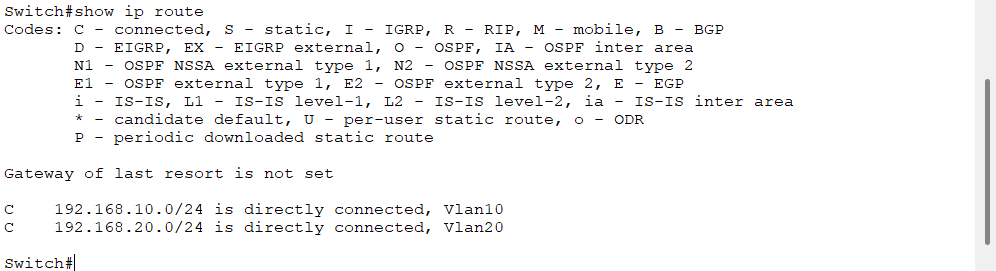 Switch#show ip route
Codes: C - connected, S - static, I - IGRP, R - RIP, M - mobile, B - BGP
       D - EIGRP, EX - EIGRP external, O - OSPF, IA - OSPF inter area
       N1 - OSPF NSSA external type 1, N2 - OSPF NSSA external type 2
       E1 - OSPF external type 1, E2 - OSPF external type 2, E - EGP
       i - IS-IS, L1 - IS-IS level-1, L2 - IS-IS level-2, ia - IS-IS inter area
       * - candidate default, U - per-user static route, o - ODR
       P - periodic downloaded static route

Gateway of last resort is not set

C    192.168.10.0/24 is directly connected, Vlan10
C    192.168.20.0/24 is directly connected, Vlan20

Switch#